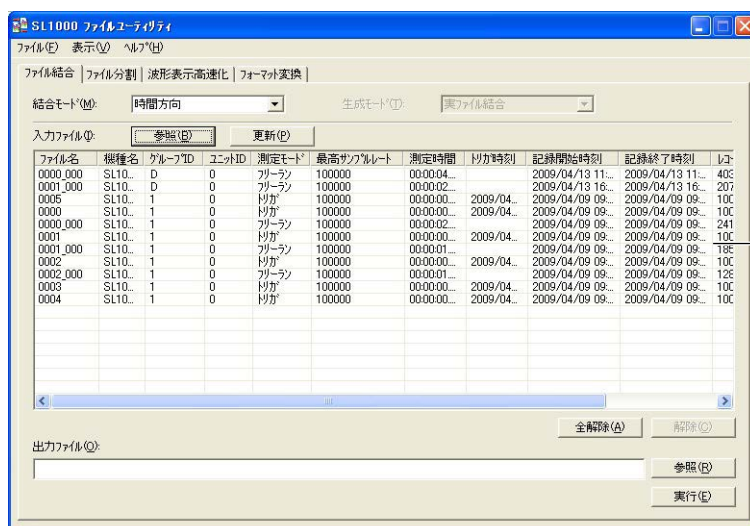 SL1000 ファイルユーティリティ
ファイル(F) 表示(V) ヘルプ(H)
ファイル結合 ファイル分割 波形表示高速化 フォーマット変換
結合モード(M): 時間方向 生成モード(T): 実ファイル結合
入力ファイル(I): 参照(B) 更新(P)
ファイル名 機種名 グループID ユニットID 測定モード 最高サンプルレート 測定時間 トリガ時刻 記録開始時刻 記録終了時刻 レコ
0000_000 SL10... D 0 フリーラン 100000 00:00:04... 2009/04/13 11:... 2009/04/13 11:... 403
0001_000 SL10... D 0 フリーラン 100000 00:00:02... 2009/04/13 16:... 2009/04/13 16:... 207
0005 SL10... 1 0 トリガ 100000 00:00:00... 2009/04... 2009/04/09 09:... 2009/04/09 09:... 100
0000 SL10... 1 0 トリガ 100000 00:00:00... 2009/04... 2009/04/09 09:... 2009/04/09 09:... 100
0000_000 SL10... 1 0 フリーラン 100000 00:00:02... 2009/04/09 09:... 2009/04/09 09:... 241
0001 SL10... 1 0 トリガ 100000 00:00:00... 2009/04... 2009/04/09 09:... 2009/04/09 09:... 100
0001_000 SL10... 1 0 フリーラン 100000 00:00:01... 2009/04/09 09:... 2009/04/09 09:... 185
0002 SL10... 1 0 トリガ 100000 00:00:00... 2009/04... 2009/04/09 09:... 2009/04/09 09:... 100
0002_000 SL10... 1 0 フリーラン 100000 00:00:01... 2009/04/09 09:... 2009/04/09 09:... 128
0003 SL10... 1 0 トリガ 100000 00:00:00... 2009/04... 2009/04/09 09:... 2009/04/09 09:... 100
0004 SL10... 1 0 トリガ 100000 00:00:00... 2009/04... 2009/04/09 09:... 2009/04/09 09:... 100
全解除(A) 解除(C)
出力ファイル(O):
参照(R)
実行(E)